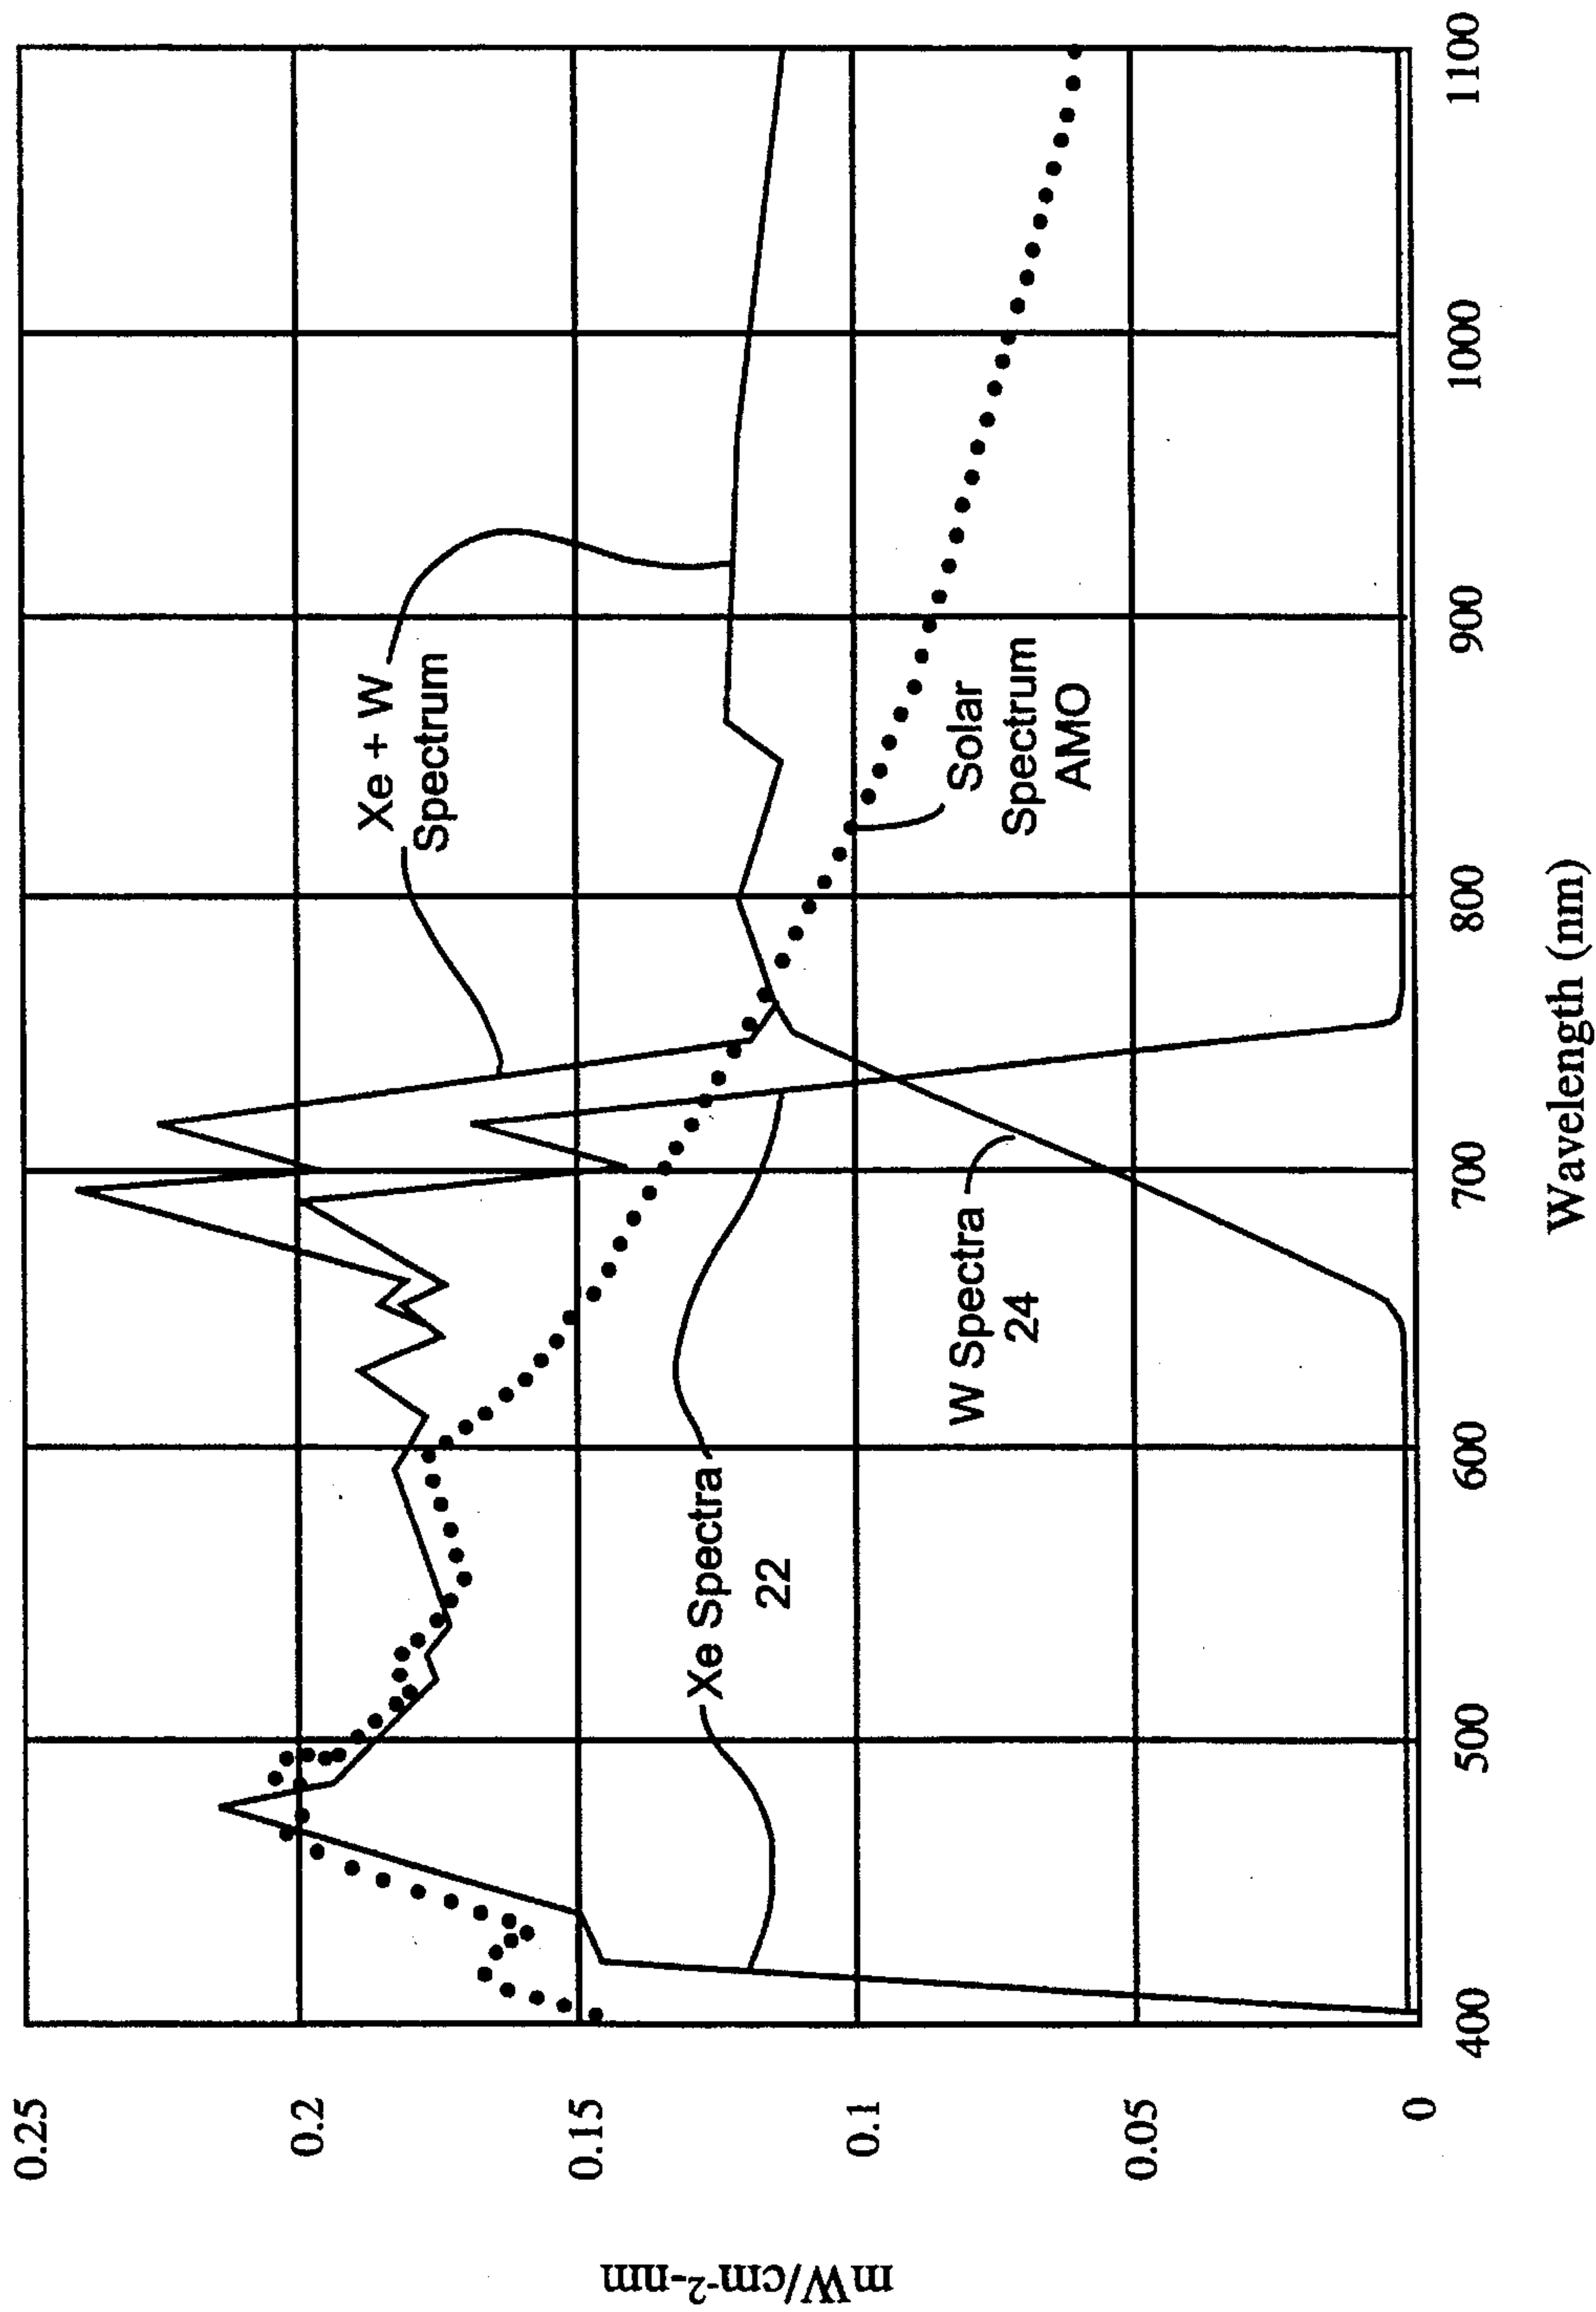 mW/cm-2-nm
0.25
0.2
0.15
0.1
0.05
0
Xe + W
Spectrum
Xe Spectra
22
W Spectra
24
Solar
Spectrum
AMO
400
500
600
700
800
900
1000
1100
Wavelength (nm)